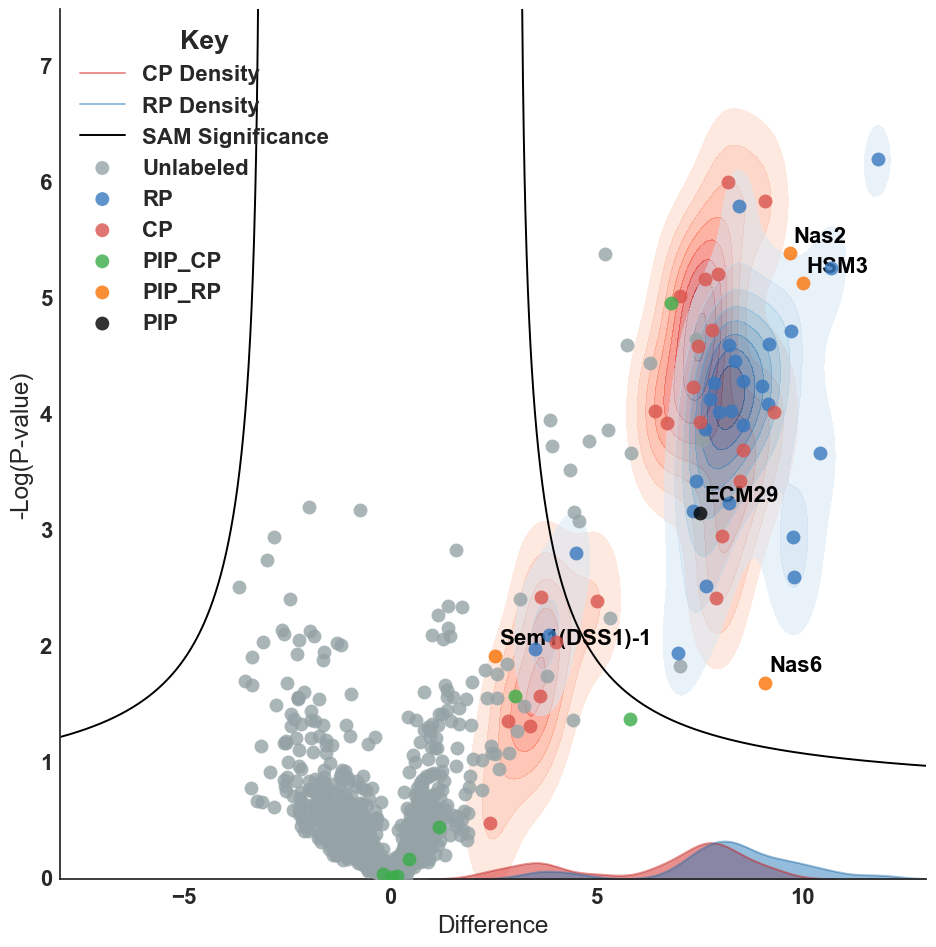 Key
CP Density
RP Density
SAM Significance
Unlabeled
RP
CP
PIP_CP
PIP_RP
PIP
Nas2
HSM3
ECM29
Sem1(DSS1)-1
Nas6
-Log(P-value)
7
6
5
4
3
2
1
0
−5
0
5
10
Difference